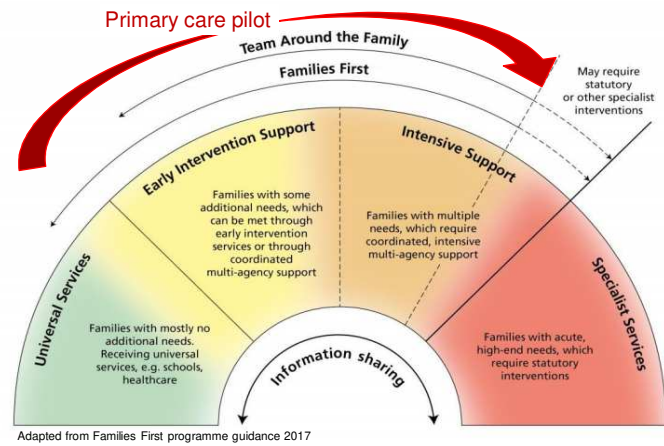 Primary care pilot
Team Around the Family
Families First
May require
statutory
or other specialist
interventions
Early Intervention Support
Intensive Support
Families with some
additional needs, which
can be met through
early intervention
services or through
coordinated
multi-agency support
Families with multiple
needs, which require
coordinated, intensive
multi-agency support
Universal Services
Specialist Services
Families with mostly no
additional needs.
Receiving universal
services, e.g. schools,
healthcare
Information sharing
Families with acute,
high-end needs, which
require statutory
interventions
Adapted from Families First programme guidance 2017